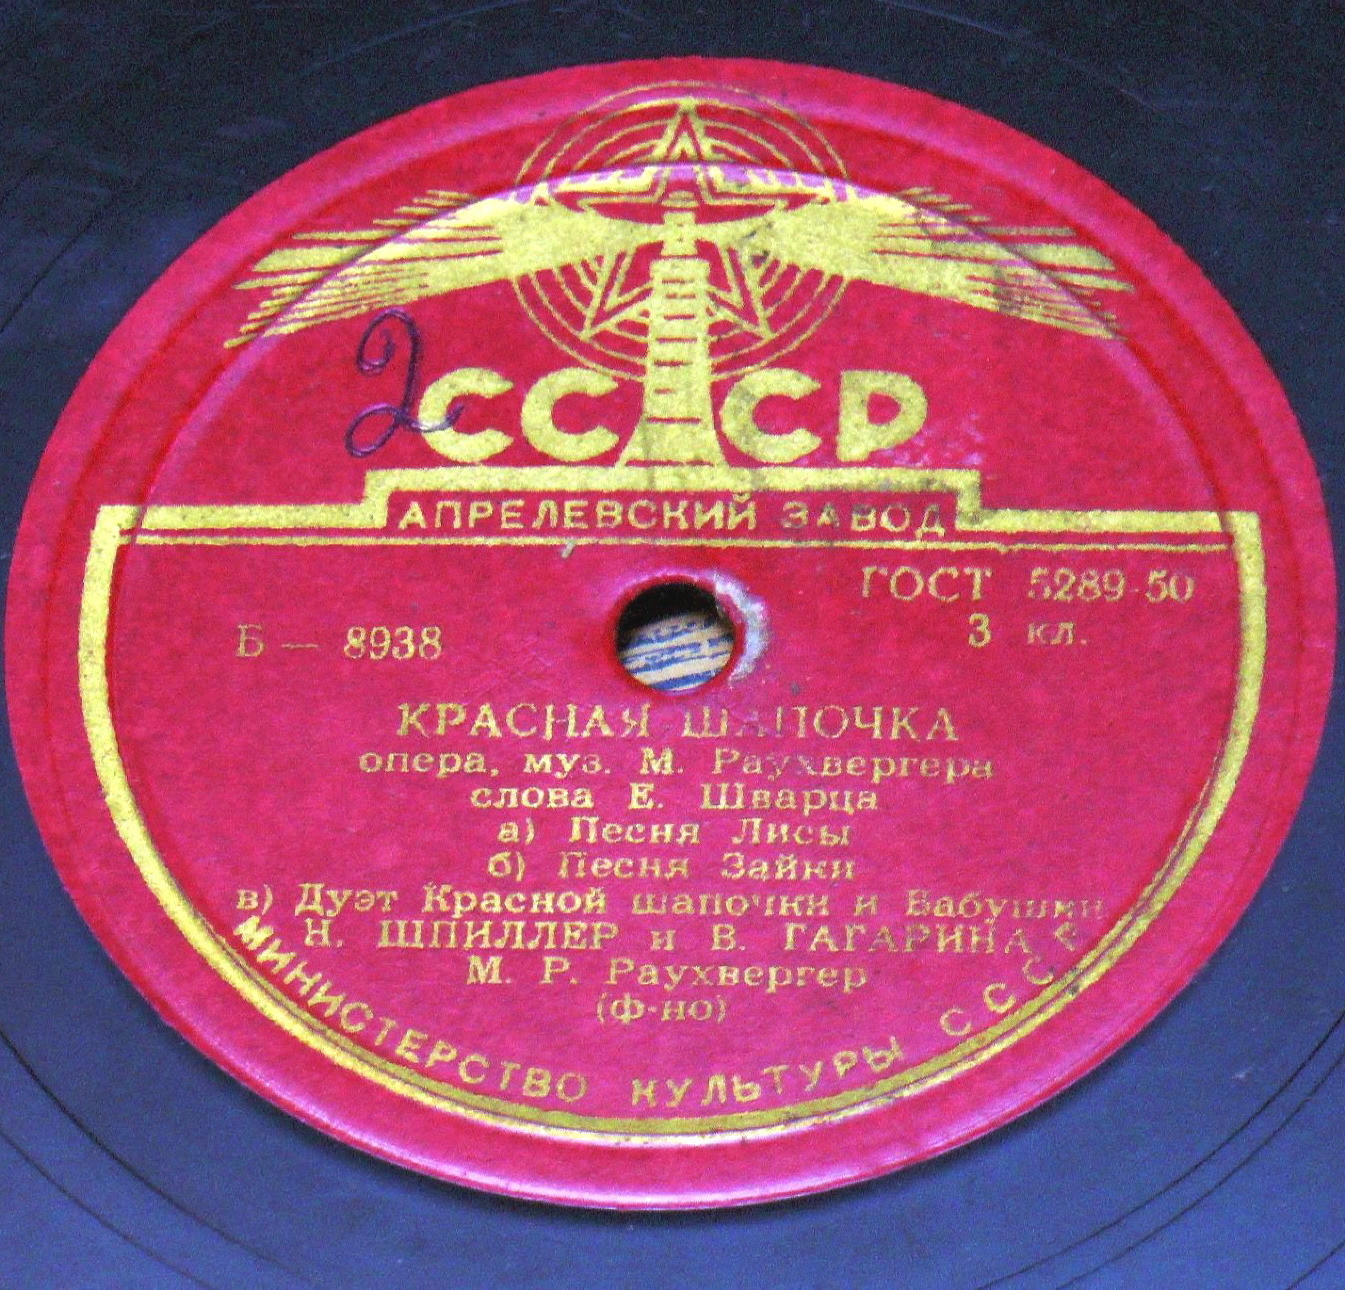 2
СССР
АПРЕЛЕВСКИЙ ЗАВОД
ГОСТ 5289-50
Б — 8938
3 кл.
КРАСНАЯ ШАПОЧКА
опера, муз. М. Раухвергера
слова Е. Шварца
а) Песня Лисы
б) Песня Зайки
в) Дуэт Красной шапочки и Бабушки
Н. ШПИЛЛЕР и В. ГАГАРИНА
М. Р. Раухвергер
(ф-но)
МИНИСТЕРСТВО КУЛЬТУРЫ СССР